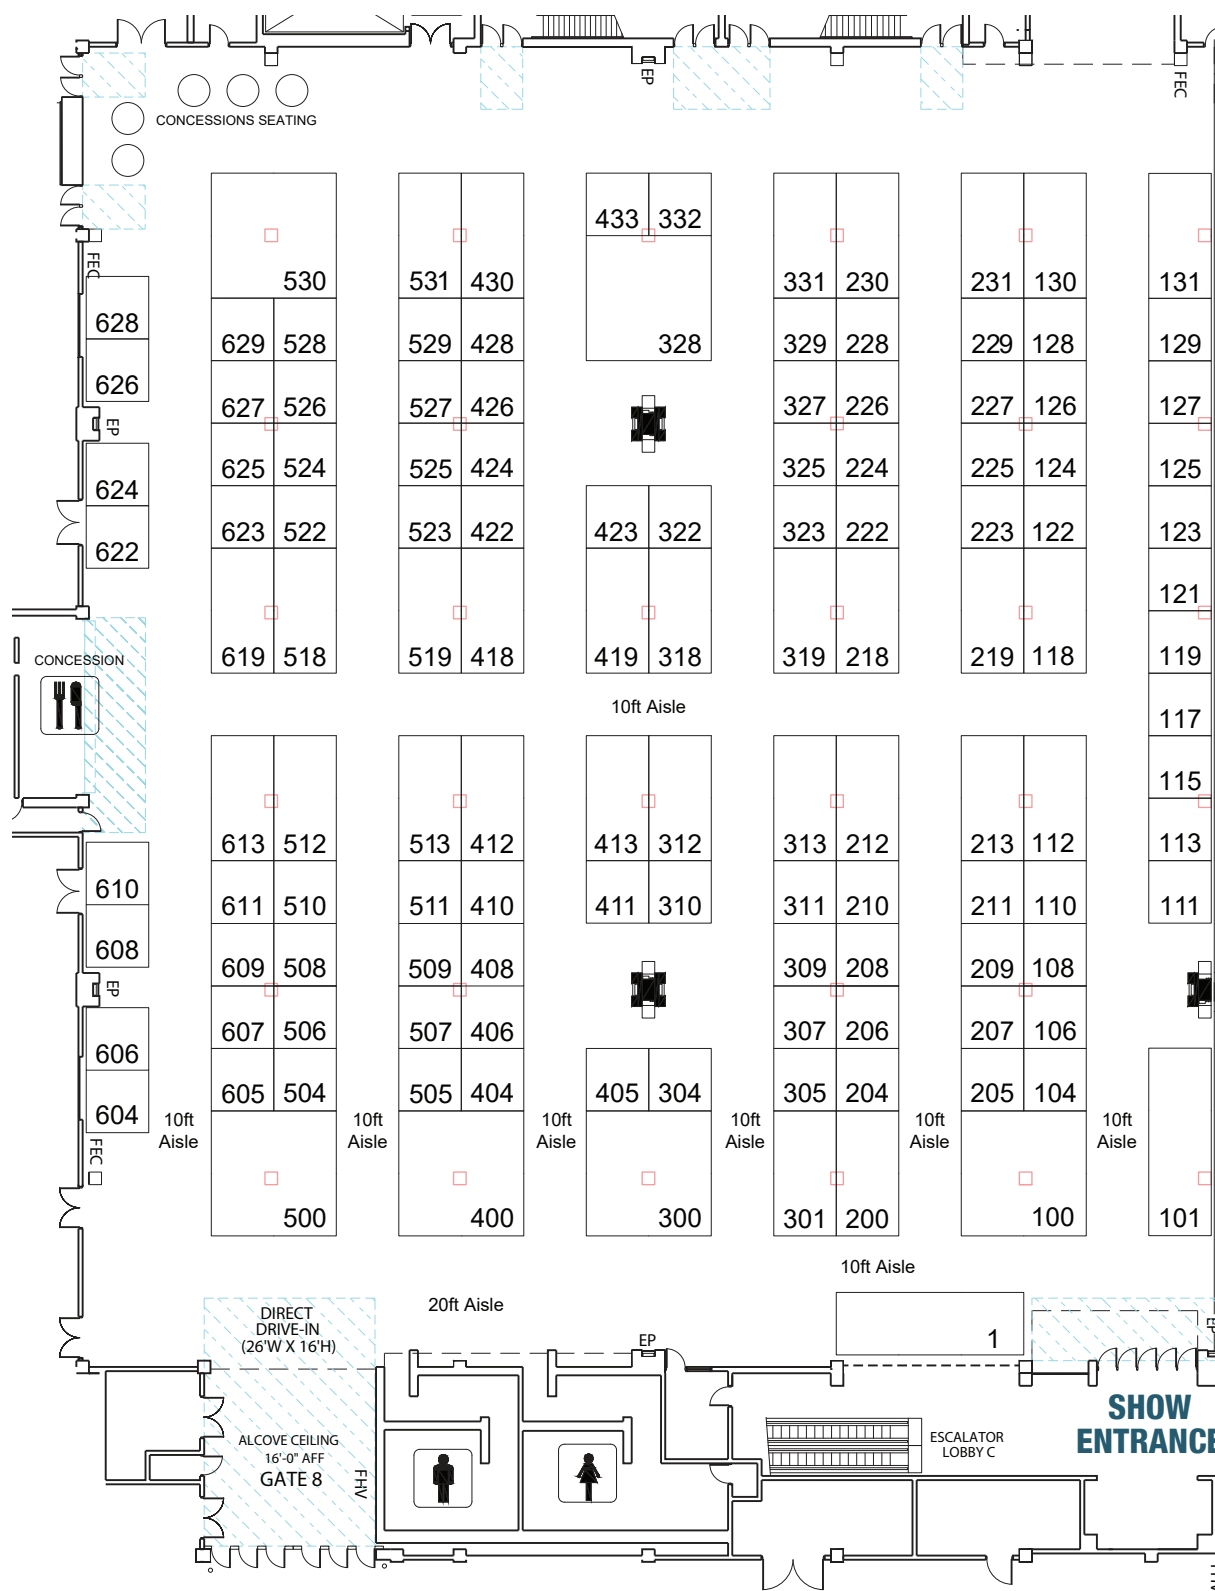 EP
FEC
CONCESSIONS SEATING
433 332
FEC
530 531 430 331 230 231 130 131
628
629 528 529 428 328 329 228 229 128 129
626
627 526 527 426 327 226 227 126 127
EP
625 524 525 424 325 224 225 124 125
624
623 522 523 422 423 322 323 222 223 122 123
622
121
CONCESSION
619 518 519 418 419 318 319 218 219 118 119
10ft Aisle
117
115
613 512 513 412 413 312 313 212 213 112 113
610
611 510 511 410 411 310 311 210 211 110 111
608
609 508 509 408 309 208 209 108
EP
607 506 507 406 307 206 207 106
606
605 504 505 404 405 304 305 204 205 104
604
10ft
Aisle
10ft
Aisle
10ft
Aisle
10ft
Aisle
10ft
Aisle
10ft
Aisle
FEC
500 400 300 301 200 100 101
10ft Aisle
20ft Aisle
DIRECT
DRIVE-IN
(26'W X 16'H)
EP
1
EP
SHOW
ENTRANCE
ESCALATOR
LOBBY C
ALCOVE CEILING
16'-0" AFF
GATE 8
FHV